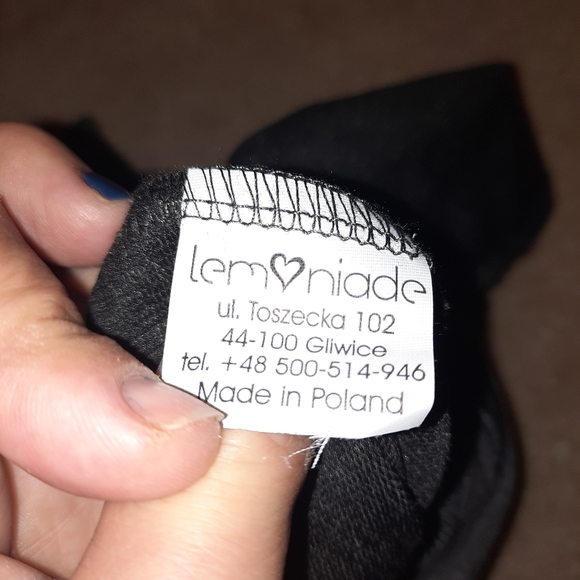 lem♡niade
ul. Toszecka 102
44-100 Gliwice
tel. +48 500-514-946
Made in Poland